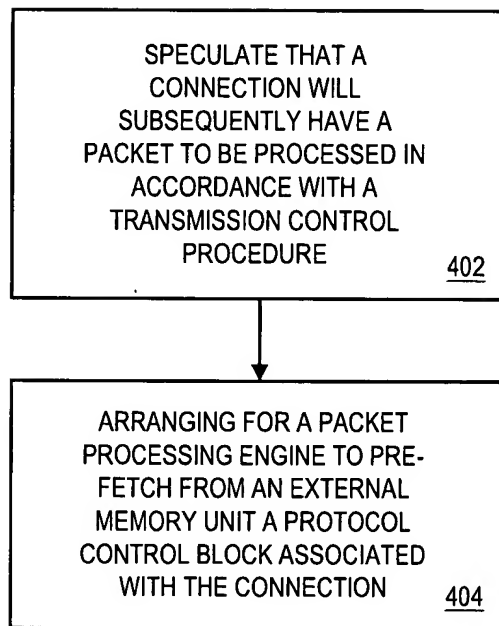 SPECULATE THAT A
CONNECTION WILL
SUBSEQUENTLY HAVE A
PACKET TO BE PROCESSED IN
ACCORDANCE WITH A
TRANSMISSION CONTROL
PROCEDURE
402
ARRANGING FOR A PACKET
PROCESSING ENGINE TO PRE-
FETCH FROM AN EXTERNAL
MEMORY UNIT A PROTOCOL
CONTROL BLOCK ASSOCIATED
WITH THE CONNECTION
404